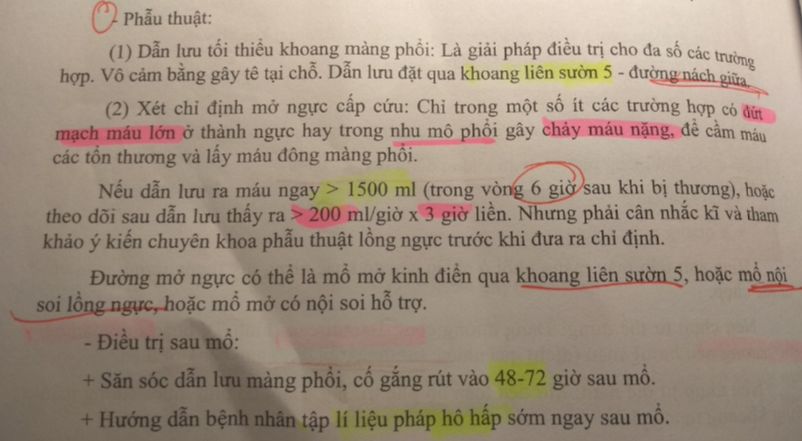 - Phẫu thuật:
(1) Dẫn lưu tối thiểu khoang màng phổi: Là giải pháp điều trị cho đa số các trường
hợp. Vô cảm bằng gây tê tại chỗ. Dẫn lưu đặt qua khoang liên sườn 5 - đường nách giữa.
(2) Xét chỉ định mở ngực cấp cứu: Chỉ trong một số ít các trường hợp có đứt
mạch máu lớn ở thành ngực hay trong nhu mô phổi gây chảy máu nặng, để cầm máu
các tổn thương và lấy máu đông màng phổi.
Nếu dẫn lưu ra máu ngay > 1500 ml (trong vòng 6 giờ sau khi bị thương), hoặc
theo dõi sau dẫn lưu thấy ra > 200 ml/giờ x 3 giờ liền. Nhưng phải cân nhắc kĩ và tham
khảo ý kiến chuyên khoa phẫu thuật lồng ngực trước khi đưa ra chỉ định.
Đường mở ngực có thể là mổ mở kinh điển qua khoang liên sườn 5, hoặc mổ nội
soi lồng ngực, hoặc mổ mở có nội soi hỗ trợ.
- Điều trị sau mổ:
+ Săn sóc dẫn lưu màng phổi, cố gắng rút vào 48-72 giờ sau mổ.
+ Hướng dẫn bệnh nhân tập lí liệu pháp hô hấp sớm ngay sau mổ.